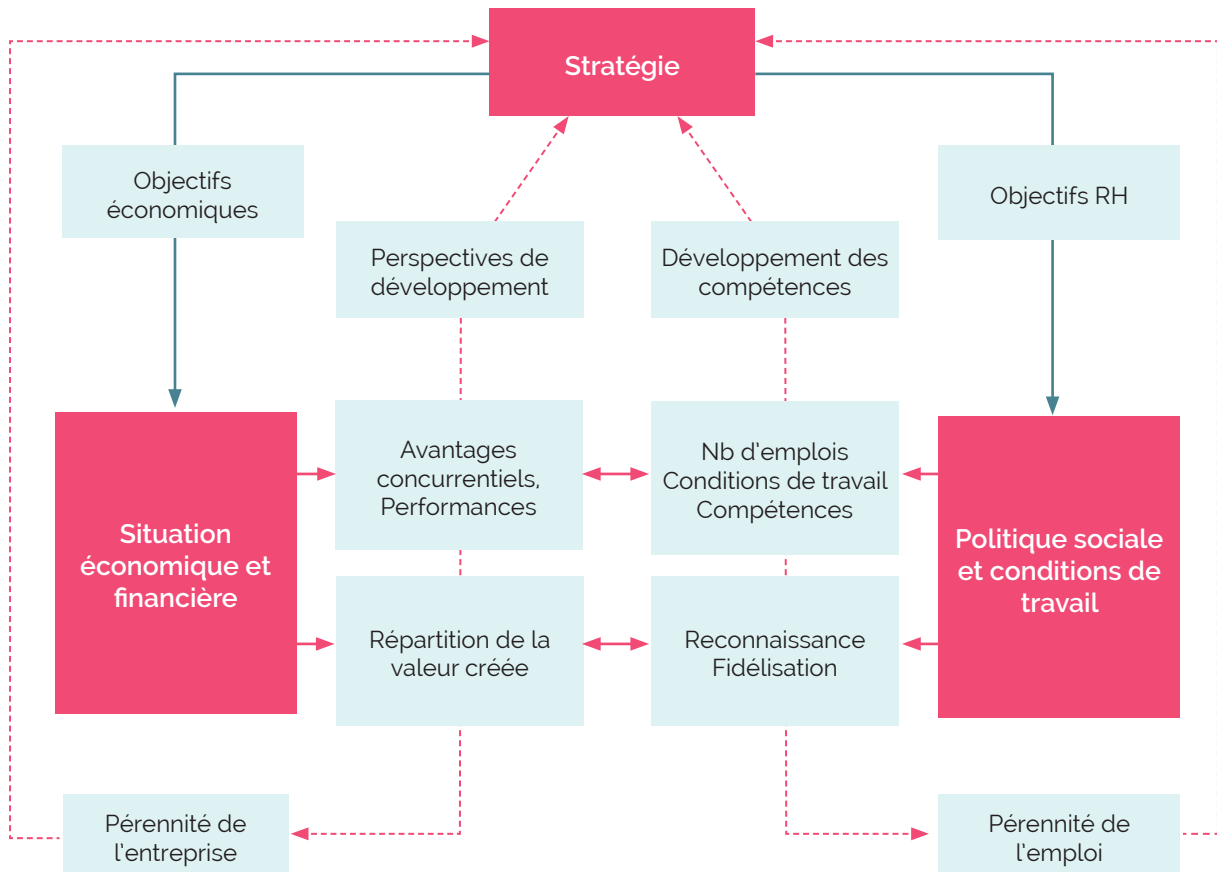 Stratégie
Objectifs
économiques
Objectifs RH
Perspectives de
développement
Développement des
compétences
Avantages
concurrentiels,
Performances
Nb d'emplois
Conditions de travail
Compétences
Situation
économique et
financière
Politique sociale
et conditions de
travail
Répartition de la
valeur créée
Reconnaissance
Fidélisation
Pérennité de
l'entreprise
Pérennité de
l'emploi